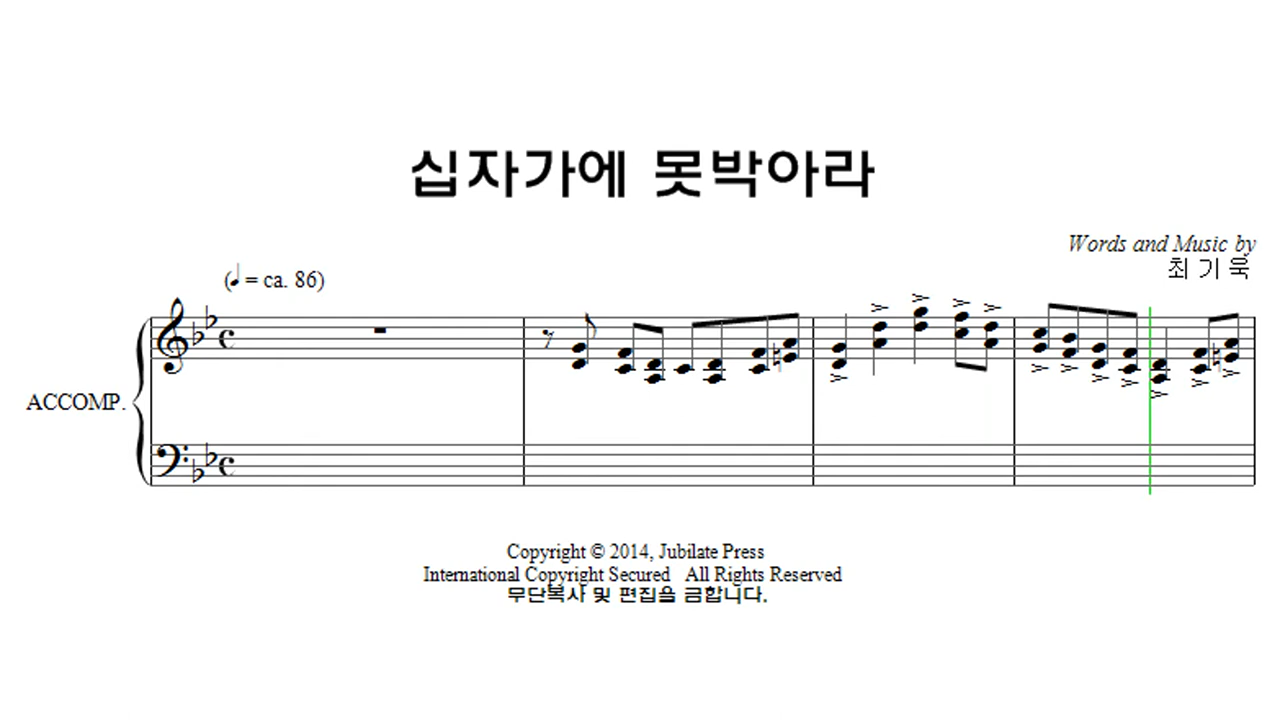 십자가에 못박아라
Words and Music by
최 기 욱
(♩ = ca. 86)
ACCOMP.
Copyright © 2014, Jubilate Press
International Copyright Secured All Rights Reserved
무단복사 및 편집을 금합니다.